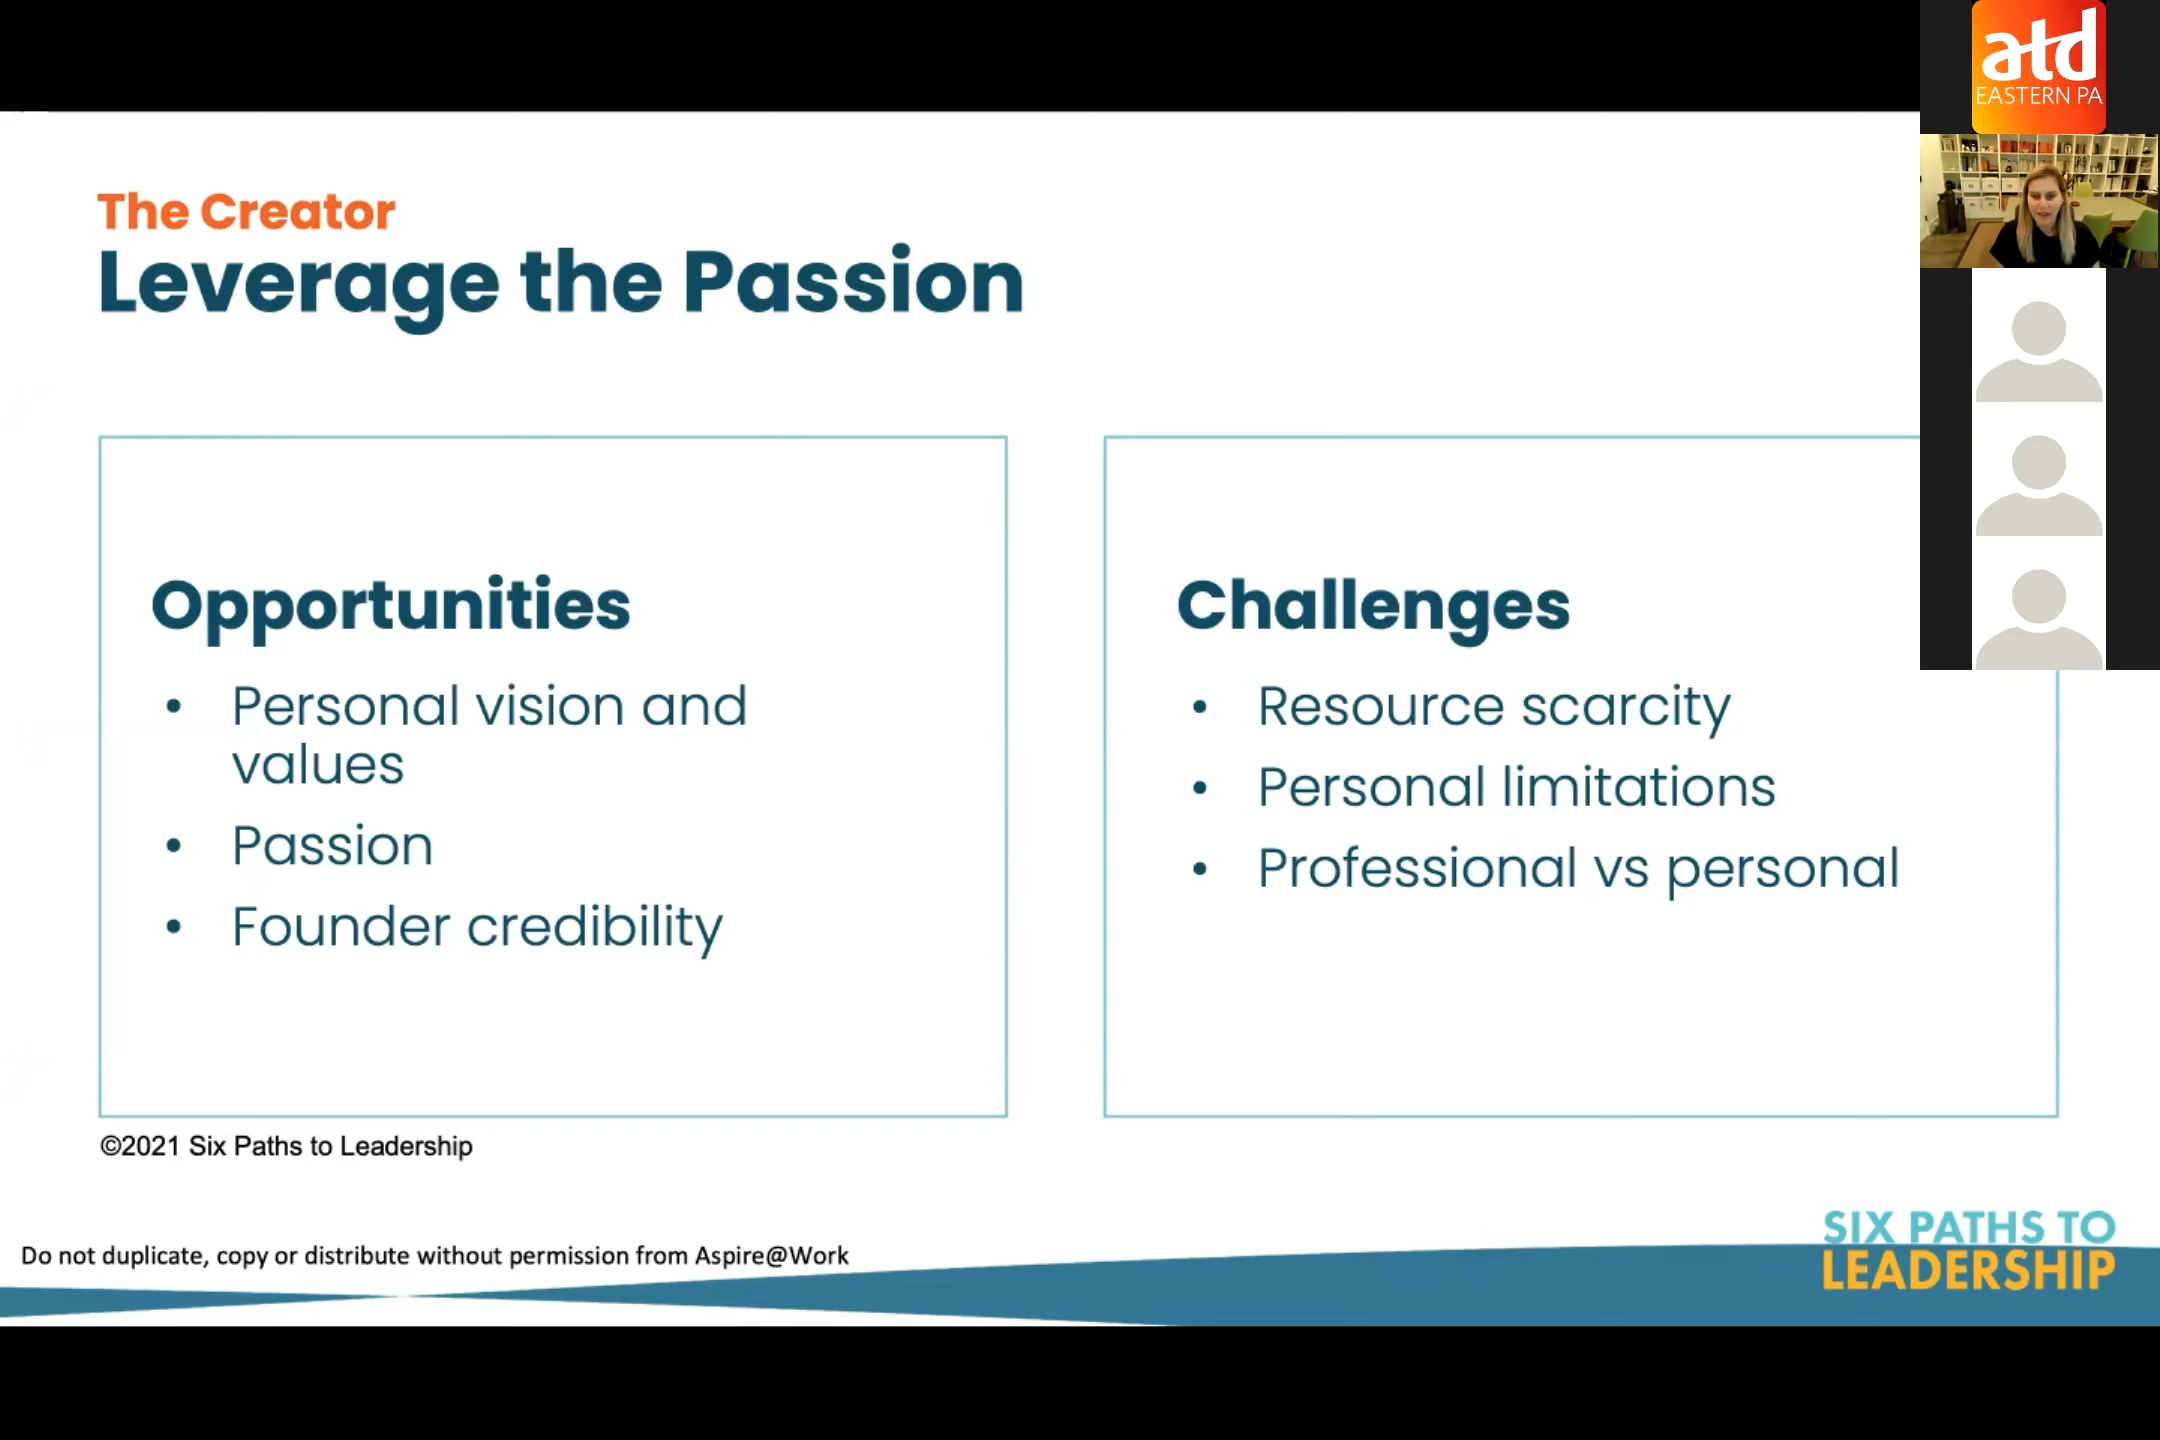 atd
EASTERN PA
The Creator
Leverage the Passion
Opportunities
• Personal vision and
values
• Passion
• Founder credibility
Challenges
• Resource scarcity
• Personal limitations
• Professional vs personal
©2021 Six Paths to Leadership
Do not duplicate, copy or distribute without permission from Aspire@Work
SIX PATHS TO
LEADERSHIP